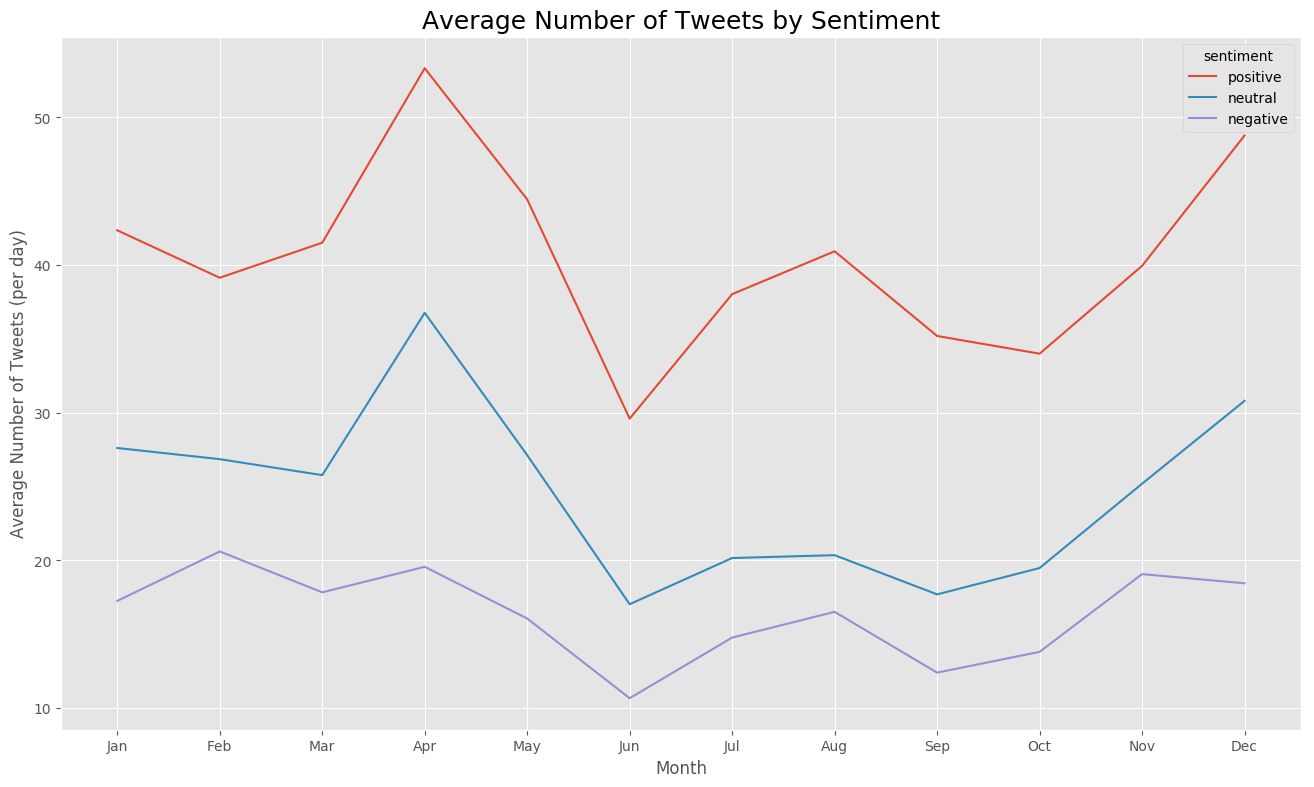 Average Number of Tweets by Sentiment
sentiment
positive
neutral
negative
Average Number of Tweets (per day)
50
40
30
20
10
Jan Feb Mar Apr May Jun Jul Aug Sep Oct Nov Dec
Month